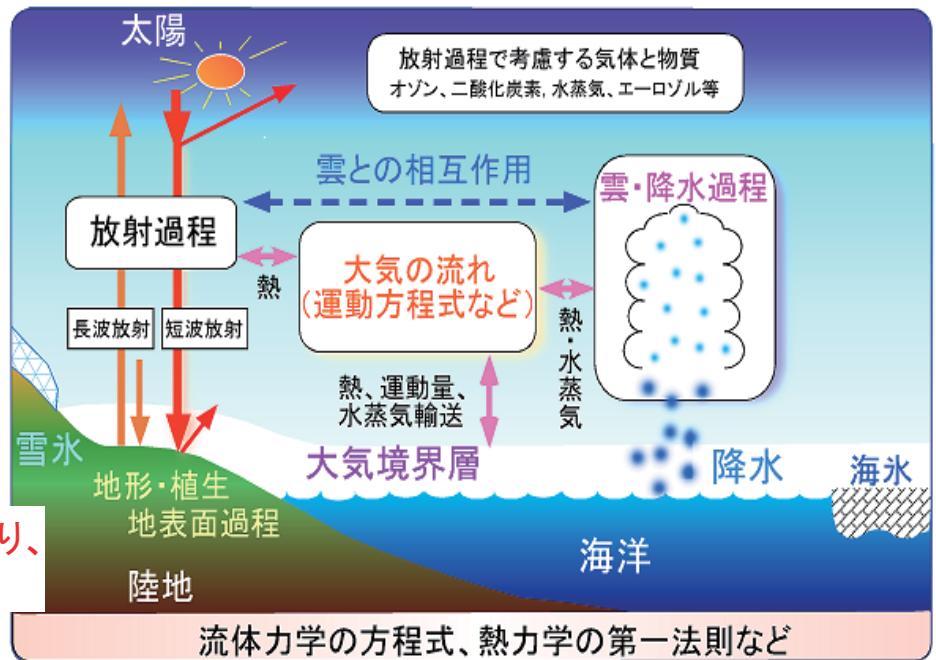 太陽
放射過程で考慮する気体と物質
オゾン、二酸化炭素, 水蒸気、エーロゾル等
雲との相互作用
雲・降水過程
放射過程
熱
大気の流れ
(運動方程式など)
熱・水蒸気
長波放射
短波放射
熱、運動量、
水蒸気輸送
雪氷
大気境界層
降水
海氷
地形・植生
地表面過程
り、
海洋
陸地
流体力学の方程式、熱力学の第一法則など